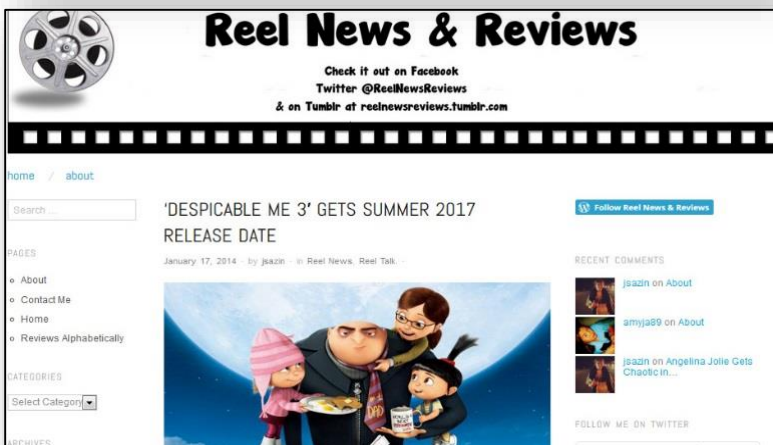 Reel News & Reviews
Check it out on Facebook
Twitter @ReelNewsReviews
& on Tumblr at reelnewsreviews.tumblr.com
home / about
Search ...
PAGES
About
Contact Me
Home
Reviews Alphabetically
CATEGORIES
Select Category
ARCHIVES
'DESPICABLE ME 3′ GETS SUMMER 2017
RELEASE DATE
January 17, 2014 - by jsazin - in Reel News, Reel Talk. -
DAD
Follow Reel News & Reviews
RECENT COMMENTS
jsazin on About
amyja89 on About
jsazin on Angelina Jolie Gets
Chaotic in...
FOLLOW ME ON TWITTER